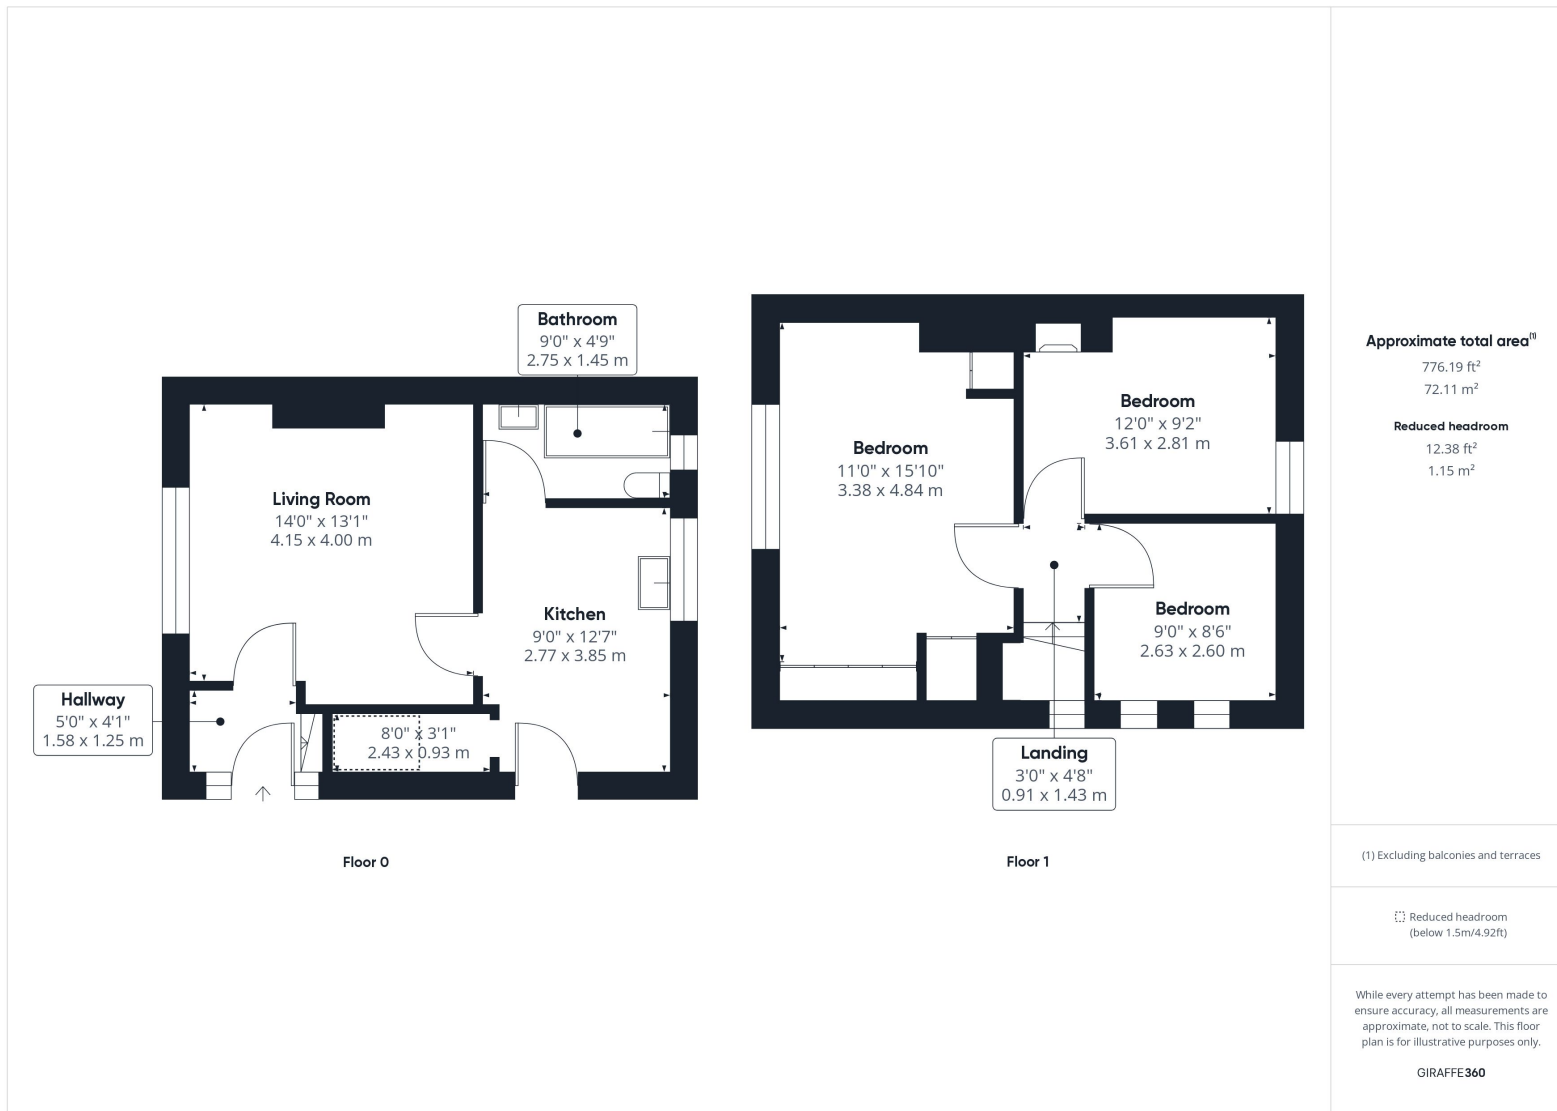 Bathroom
9'0" x 4'9"
2.75 x 1.45 m
Living Room
14'0" x 13'1"
4.15 x 4.00 m
Kitchen
9'0" x 12'7"
2.77 x 3.85 m
Hallway
5'0" x 4'1"
1.58 x 1.25 m
8'0" x 3'1"
2.43 x 0.93 m
Floor 0
Bedroom
11'0" x 15'10"
3.38 x 4.84 m
Bedroom
12'0" x 9'2"
3.61 x 2.81 m
Bedroom
9'0" x 8'6"
2.63 x 2.60 m
Landing
3'0" x 4'8"
0.91 x 1.43 m
Floor 1
Approximate total area(1)
776.19 ft²
72.11 m²
Reduced headroom
12.38 ft²
1.15 m²
(1) Excluding balconies and terraces
Reduced headroom
(below 1.5m/4.92ft)
While every attempt has been made to
ensure accuracy, all measurements are
approximate, not to scale. This floor
plan is for illustrative purposes only.
GIRAFFE360